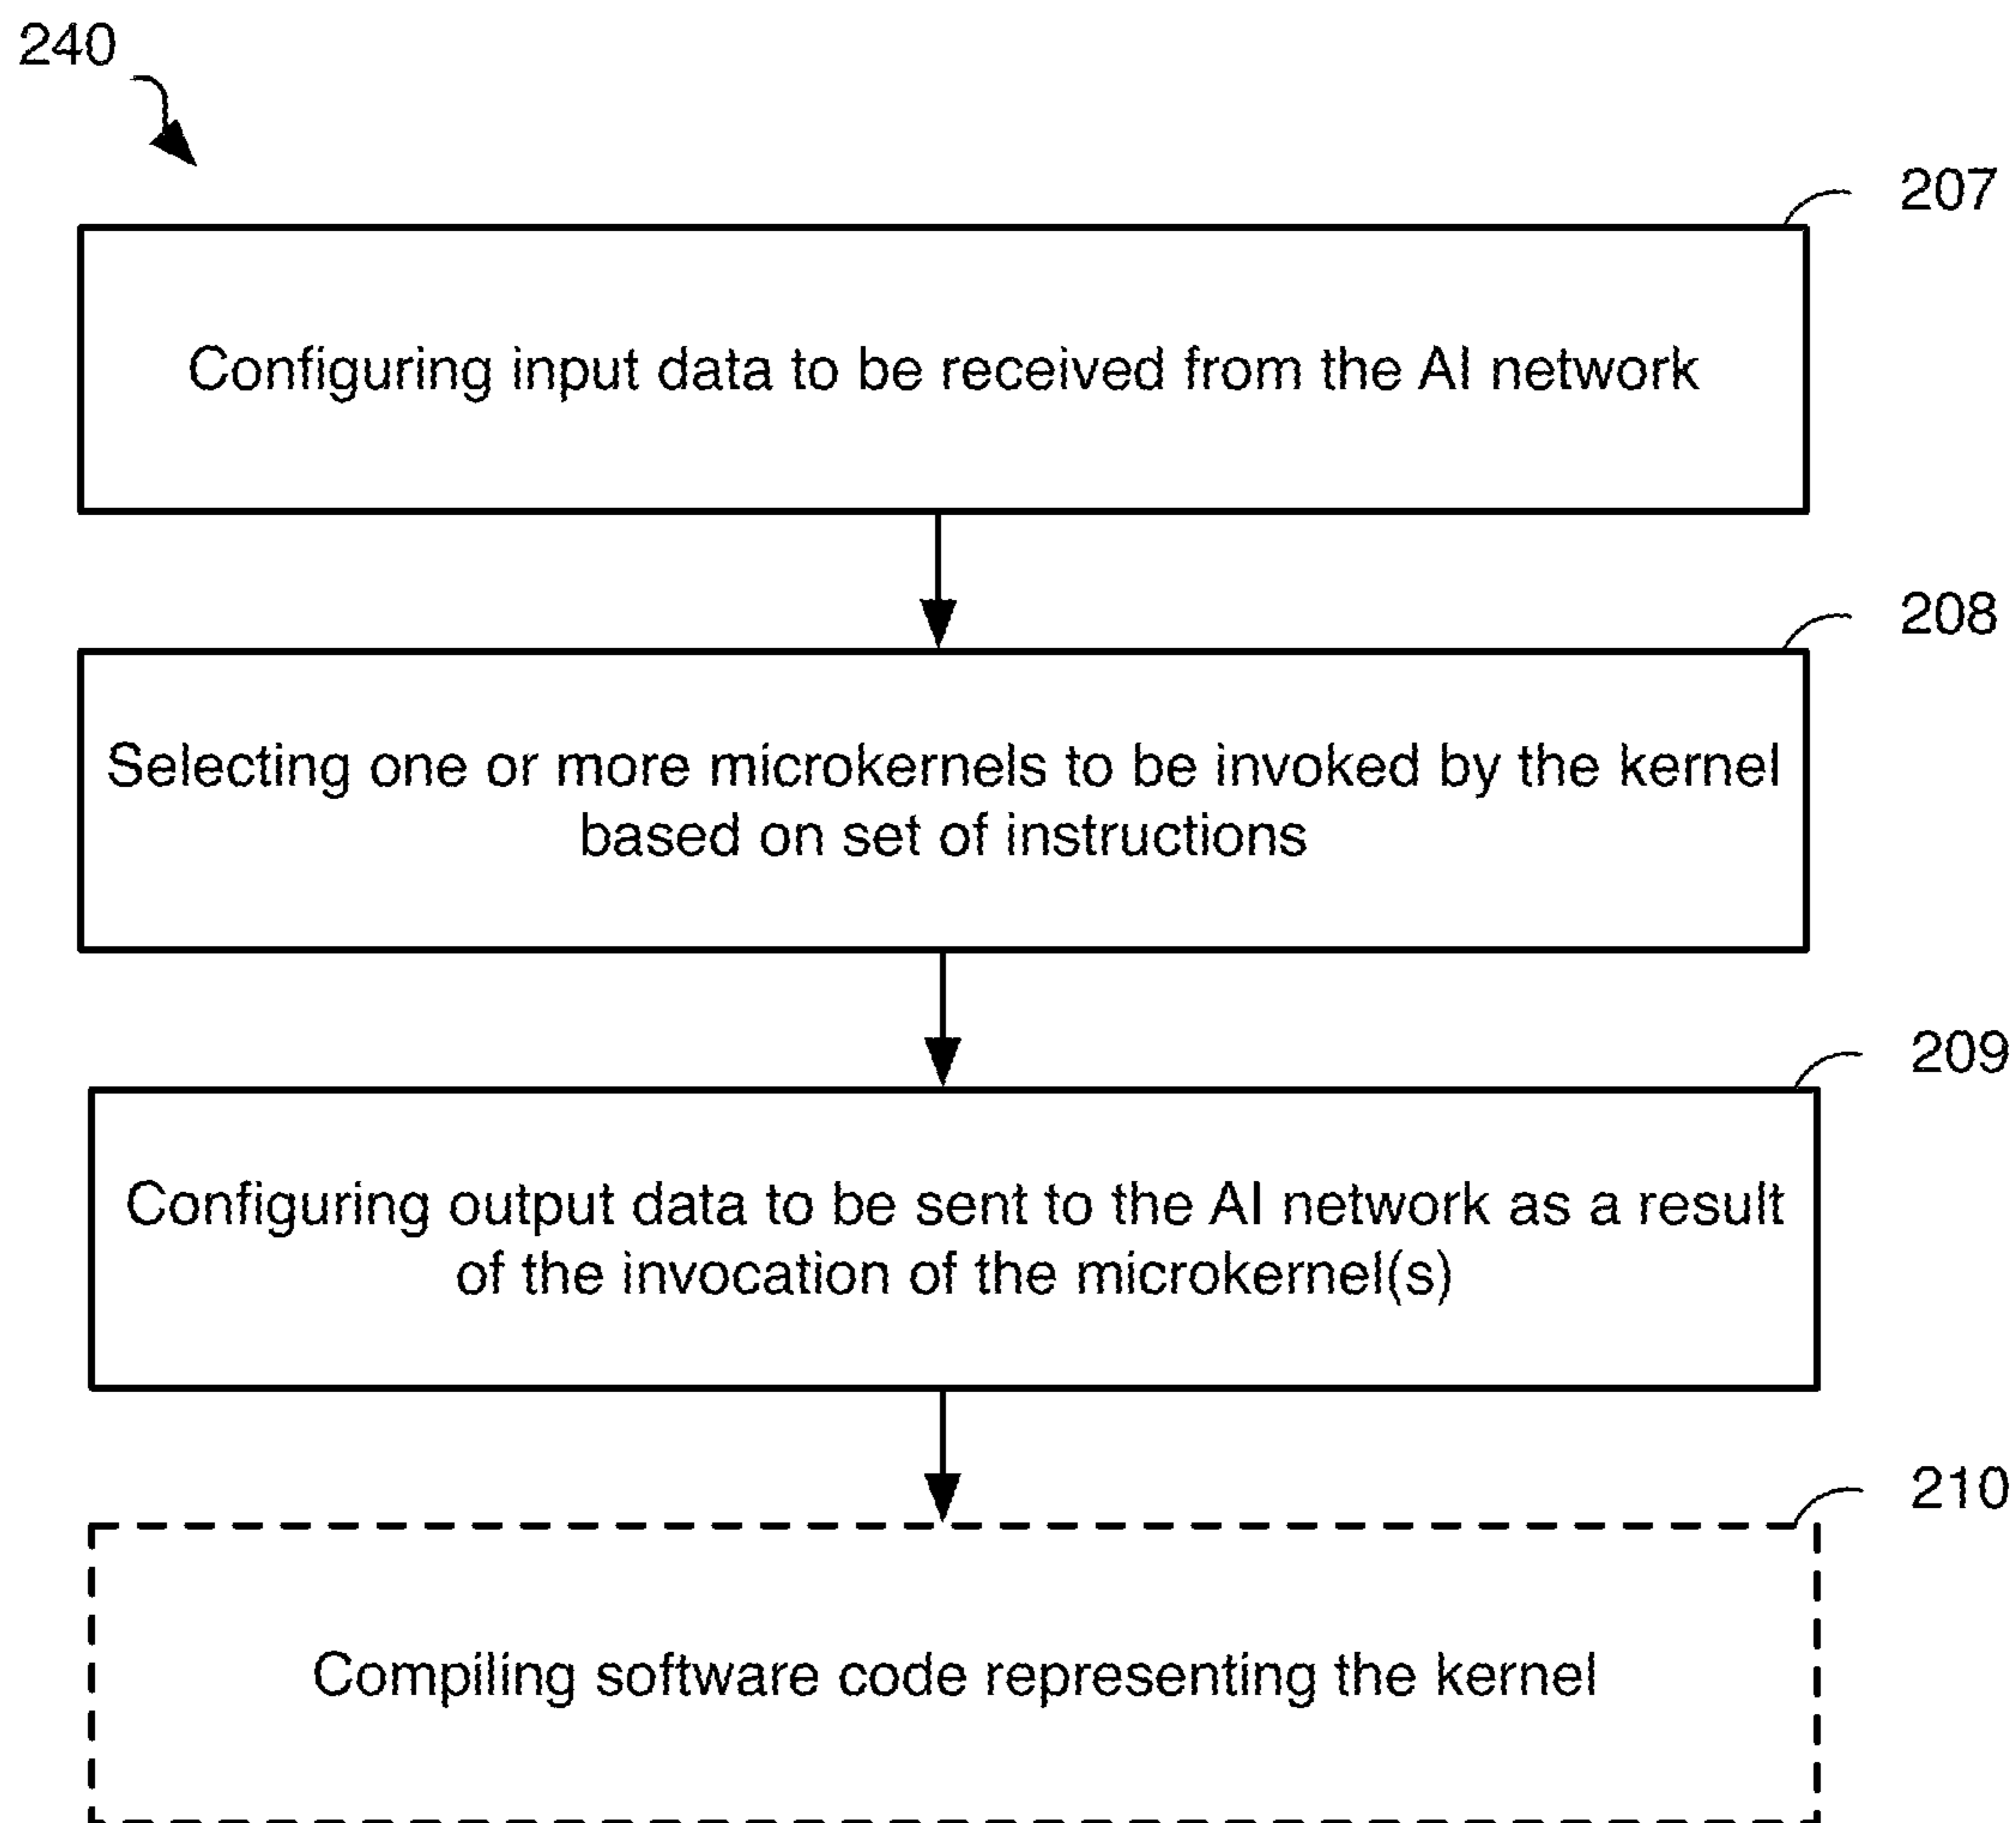 240
207
Configuring input data to be received from the AI network
208
Selecting one or more microkernels to be invoked by the kernel
based on set of instructions
209
Configuring output data to be sent to the AI network as a result
of the invocation of the microkernel(s)
210
Compiling software code representing the kernel